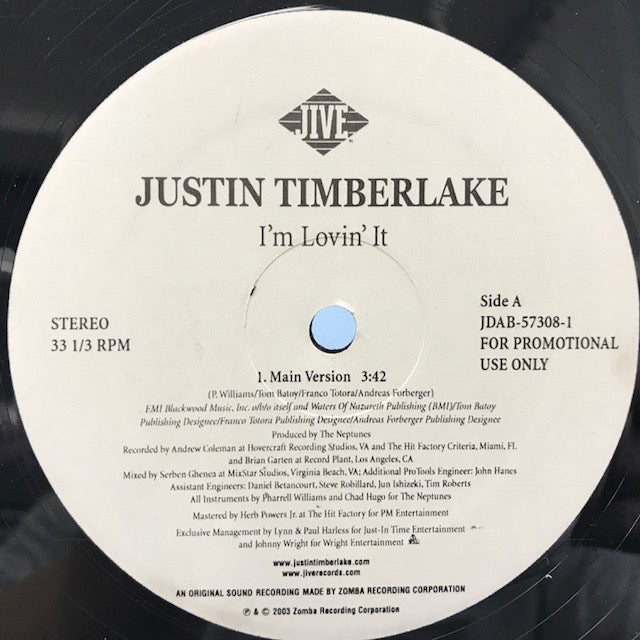 JIVE
JUSTIN TIMBERLAKE
I'm Lovin' It
STEREO
33 1/3 RPM
Side A
JDAB-57308-1
FOR PROMOTIONAL
USE ONLY
1. Main Version 3:42
(P. Williams/Tom Batoy/Franco Totora/Andreas Forberger)
EMI Blackwood Music, Inc. o/b/o itself and Waters Of Nazareth Publishing (BMI)/Tom Batoy
Publishing Designee/Franco Totora Publishing Designee/Andreas Forberger Publishing Designee
Produced by The Neptunes
Recorded by Andrew Coleman at Hovercraft Recording Studios, VA and The Hit Factory Criteria, Miami, FL
and Brian Garten at Record Plant, Los Angeles, CA
Mixed by Serben Ghenea at MixStar Studios, Virginia Beach, VA; Additional ProTools Engineer: John Hanes
Assistant Engineers: Daniel Betancourt, Steve Robillard, Jun Ishizeki, Tim Roberts
All Instruments by Pharrell Williams and Chad Hugo for The Neptunes
Mastered by Herb Powers Jr. at The Hit Factory for PM Entertainment
Exclusive Management by Lynn & Paul Harless for Just-In Time Entertainment
and Johnny Wright for Wright Entertainment
www.justintimberlake.com
www.jiverecords.com
AN ORIGINAL SOUND RECORDING MADE BY ZOMBA RECORDING CORPORATION
℗ & © 2003 Zomba Recording Corporation